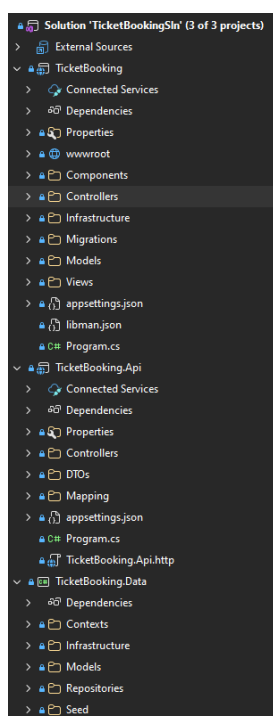 Solution 'TicketBookingSln' (3 of 3 projects)
External Sources
TicketBooking
Connected Services
Dependencies
Properties
wwwroot
Components
Controllers
Infrastructure
Migrations
Models
Views
appsettings.json
libman.json
C# Program.cs
TicketBooking.Api
Connected Services
Dependencies
Properties
Controllers
DTOs
Mapping
appsettings.json
C# Program.cs
TicketBooking.Api.http
C# TicketBooking.Data
Dependencies
Contexts
Infrastructure
Models
Repositories
Seed